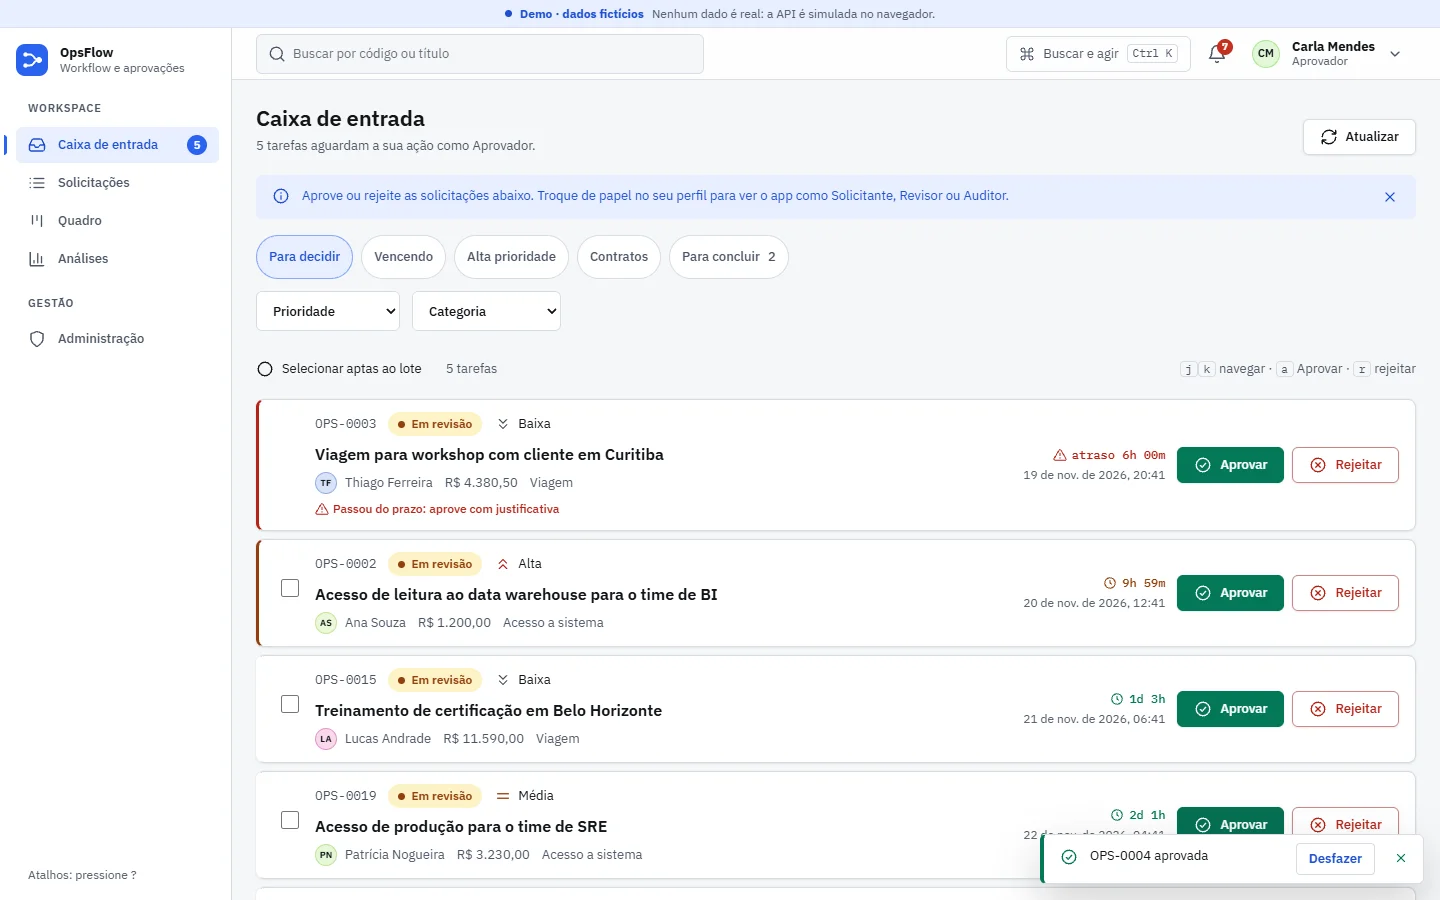 Demo · dados fictícios Nenhum dado é real: a API é simulada no navegador.
OpsFlow
Workflow e aprovações
Buscar por código ou título
Buscar e agir Ctrl K
7
CM
Carla Mendes
Aprovador
WORKSPACE
Caixa de entrada 5
Solicitações
Quadro
Análises
GESTÃO
Administração
Atalhos: pressione ?
Caixa de entrada
5 tarefas aguardam a sua ação como Aprovador.
Atualizar
Aprove ou rejeite as solicitações abaixo. Troque de papel no seu perfil para ver o app como Solicitante, Revisor ou Auditor.
Para decidir Vencendo Alta prioridade Contratos Para concluir 2
Prioridade Categoria
Selecionar aptas ao lote 5 tarefas
j k navegar · a Aprovar · r rejeitar
OPS-0003 Em revisão Baixa
Viagem para workshop com cliente em Curitiba
TF Thiago Ferreira R$ 4.380,50 Viagem
Passou do prazo: aprove com justificativa
atraso 6h 00m
19 de nov. de 2026, 20:41
Aprovar Rejeitar
OPS-0002 Em revisão Alta
Acesso de leitura ao data warehouse para o time de BI
AS Ana Souza R$ 1.200,00 Acesso a sistema
9h 59m
20 de nov. de 2026, 12:41
Aprovar Rejeitar
OPS-0015 Em revisão Baixa
Treinamento de certificação em Belo Horizonte
LA Lucas Andrade R$ 11.590,00 Viagem
1d 3h
21 de nov. de 2026, 06:41
Aprovar Rejeitar
OPS-0019 Em revisão Média
Acesso de produção para o time de SRE
PN Patrícia Nogueira R$ 3.230,00 Acesso a sistema
2d 1h
22
Aprovar Rejeitar
OPS-0004 aprovada
Desfazer